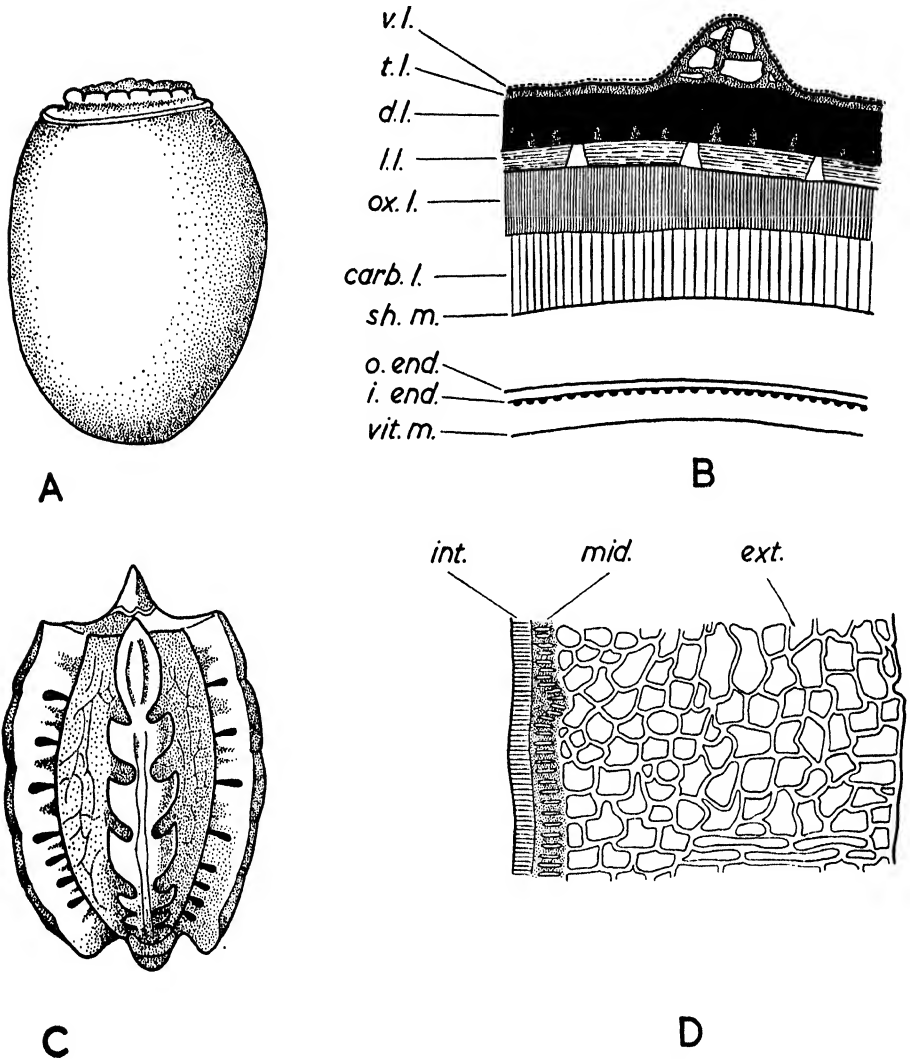 v. l.
t. l.
d. l.
l. l.
ox. l.
carb. l.
sh. m.
o. end.
i. end.
vit. m.
A
B
int. mid. ext.
C
D